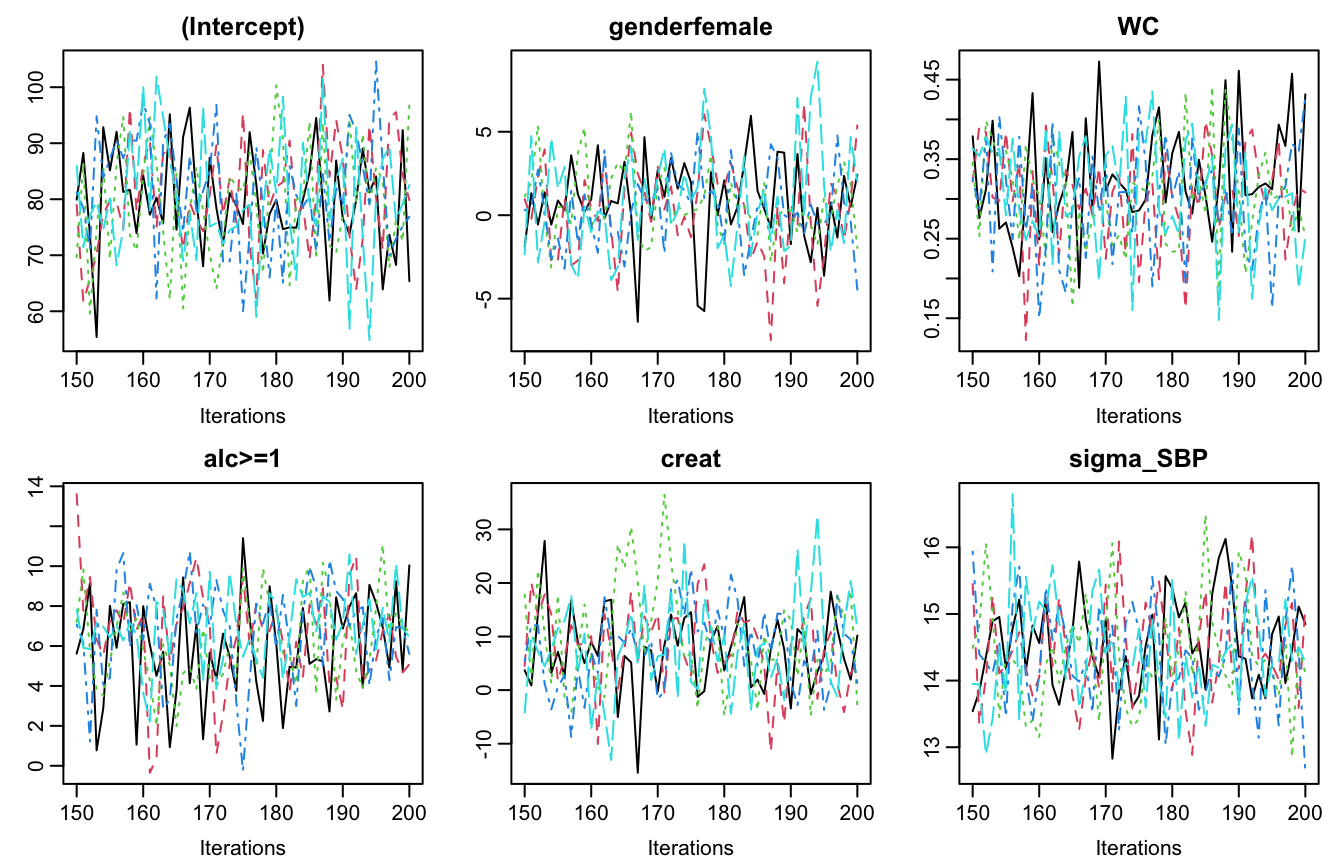 (Intercept) genderfemale WC
100 90 80 70 60
5 0 -5
0.45 0.35 0.25 0.15
150 160 170 180 190 200 150 160 170 180 190 200 150 160 170 180 190 200
Iterations Iterations Iterations
alc>=1 creat sigma_SBP
14 10 8 6 4 2 0
30 20 10 0 -10
16 15 14 13
150 160 170 180 190 200 150 160 170 180 190 200 150 160 170 180 190 200
Iterations Iterations Iterations